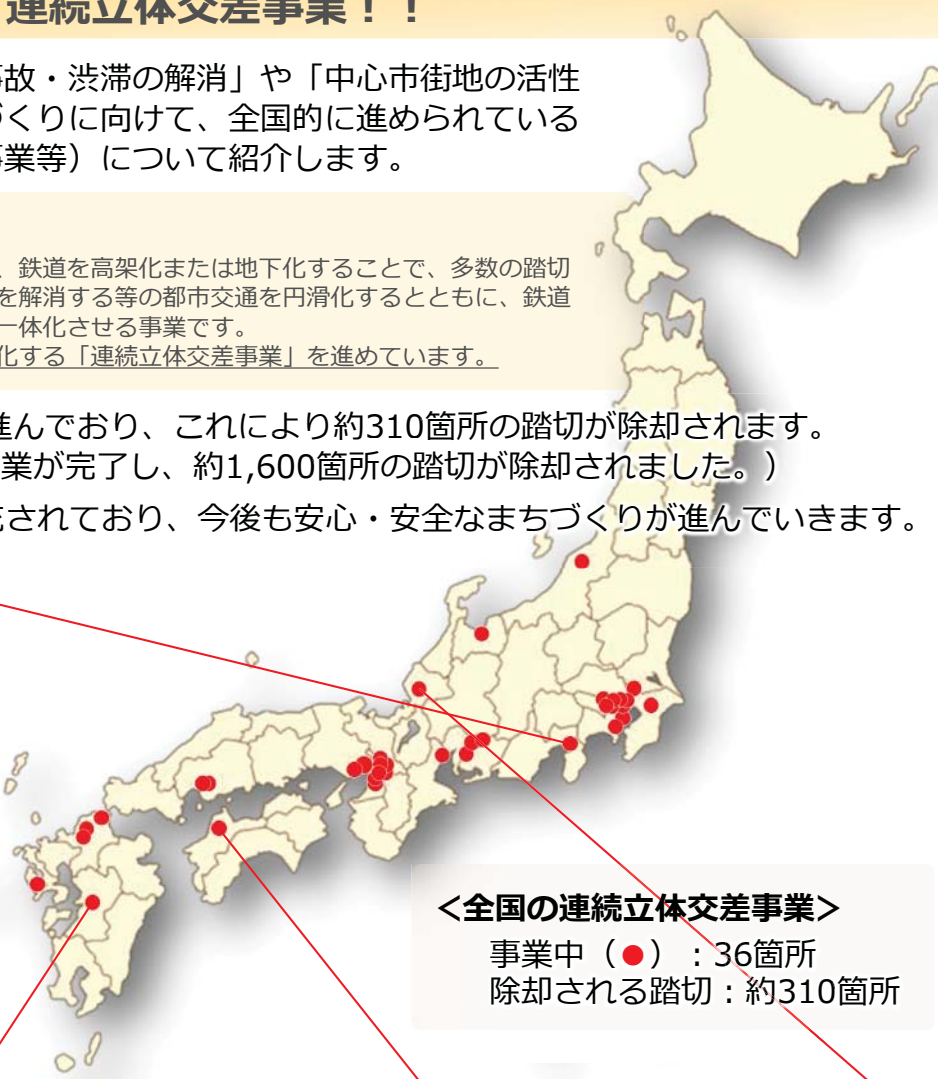 連続立体交差事業！！
事故・渋滞の解消」や「中心市街地の活性
づくりに向けて、全国的に進められている
事業等）について紹介します。
、鉄道を高架化または地下化することで、多数の踏切
を解消する等の都市交通を円滑化するとともに、鉄道
一体化させる事業です。
化する「連続立体交差事業」を進めています。
進んでおり、これにより約310箇所の踏切が除却されます。
業が完了し、約1,600箇所の踏切が除却されました。）
されており、今後も安心・安全なまちづくりが進んでいきます。
＜全国の連続立体交差事業＞
事業中（●）：36箇所
除却される踏切：約310箇所